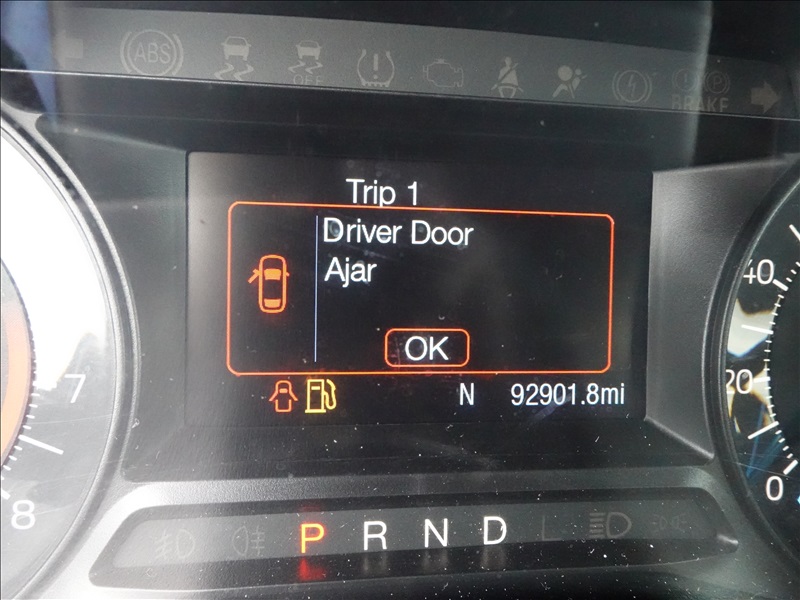 ABS
OFF
BRAKE
Trip 1
Driver Door
Ajar
OK
N 92901.8mi
7
8
40
20
0
P R N D L